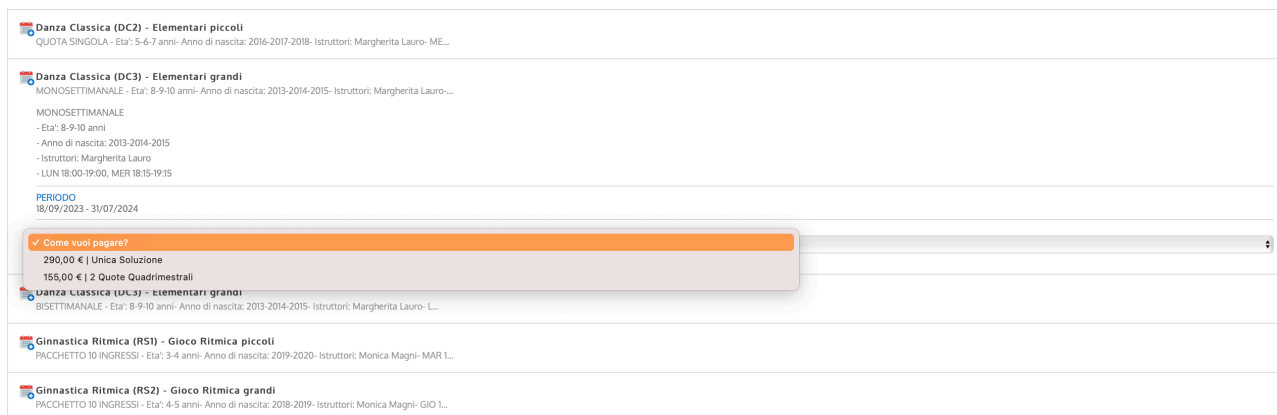 Danza Classica (DC2) - Elementari piccoli
QUOTA SINGOLA - Eta': 5-6-7 anni- Anno di nascita: 2016-2017-2018- Istruttori: Margherita Lauro- ME...
Danza Classica (DC3) - Elementari grandi
MONOSETTIMANALE - Eta': 8-9-10 anni- Anno di nascita: 2013-2014-2015- Istruttori: Margherita Lauro-...
MONOSETTIMANALE
- Eta': 8-9-10 anni
- Anno di nascita: 2013-2014-2015
- Istruttori: Margherita Lauro
- LUN 18:00-19:00, MER 18:15-19:15
PERIODO
18/09/2023 - 31/07/2024
✓ Come vuoi pagare?
290,00 € | Unica Soluzione
155,00 € | 2 Quote Quadrimestrali
Danza Classica (DC3) - Elementari grandi
BISETTIMANALE - Eta': 8-9-10 anni- Anno di nascita: 2013-2014-2015- Istruttori: Margherita Lauro- L...
Ginnastica Ritmica (RS1) - Gioco Ritmica piccoli
PACCHETTO 10 INGRESSI - Eta': 3-4 anni- Anno di nascita: 2019-2020- Istruttori: Monica Magni- MAR 1...
Ginnastica Ritmica (RS2) - Gioco Ritmica grandi
PACCHETTO 10 INGRESSI - Eta': 4-5 anni- Anno di nascita: 2018-2019- Istruttori: Monica Magni- GIO 1...